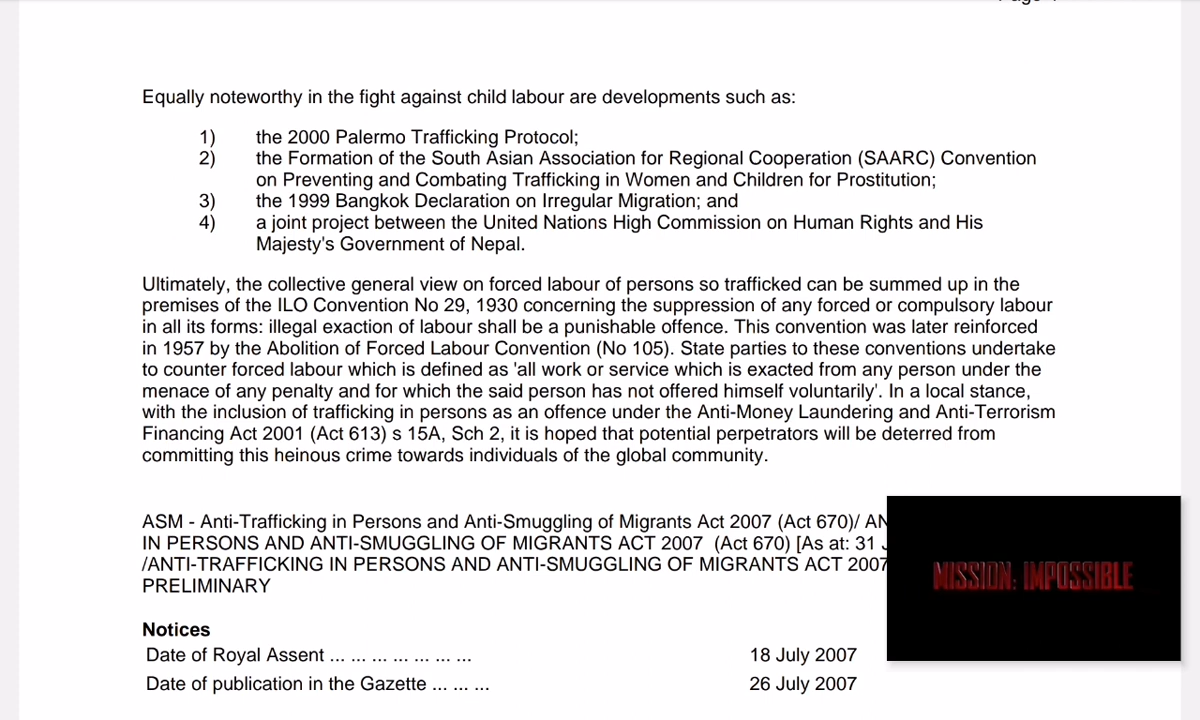 Equally noteworthy in the fight against child labour are developments such as:
1) the 2000 Palermo Trafficking Protocol;
2) the Formation of the South Asian Association for Regional Cooperation (SAARC) Convention
on Preventing and Combating Trafficking in Women and Children for Prostitution;
3) the 1999 Bangkok Declaration on Irregular Migration; and
4) a joint project between the United Nations High Commission on Human Rights and His
Majesty's Government of Nepal.
Ultimately, the collective general view on forced labour of persons so trafficked can be summed up in the
premises of the ILO Convention No 29, 1930 concerning the suppression of any forced or compulsory labour
in all its forms: illegal exaction of labour shall be a punishable offence. This convention was later reinforced
in 1957 by the Abolition of Forced Labour Convention (No 105). State parties to these conventions undertake
to counter forced labour which is defined as 'all work or service which is exacted from any person under the
menace of any penalty and for which the said person has not offered himself voluntarily'. In a local stance,
with the inclusion of trafficking in persons as an offence under the Anti-Money Laundering and Anti-Terrorism
Financing Act 2001 (Act 613) s 15A, Sch 2, it is hoped that potential perpetrators will be deterred from
committing this heinous crime towards individuals of the global community.
ASM - Anti-Trafficking in Persons and Anti-Smuggling of Migrants Act 2007 (Act 670)/
IN PERSONS AND ANTI-SMUGGLING OF MIGRANTS ACT 2007 (Act 670) [As at: 31
/ANTI-TRAFFICKING IN PERSONS AND ANTI-SMUGGLING OF MIGRANTS ACT 2007
PRELIMINARY
MISSION: IMPOSSIBLE
Notices
Date of Royal Assent ... ... ... ... ... ... ... 18 July 2007
Date of publication in the Gazette ... ... ... 26 July 2007